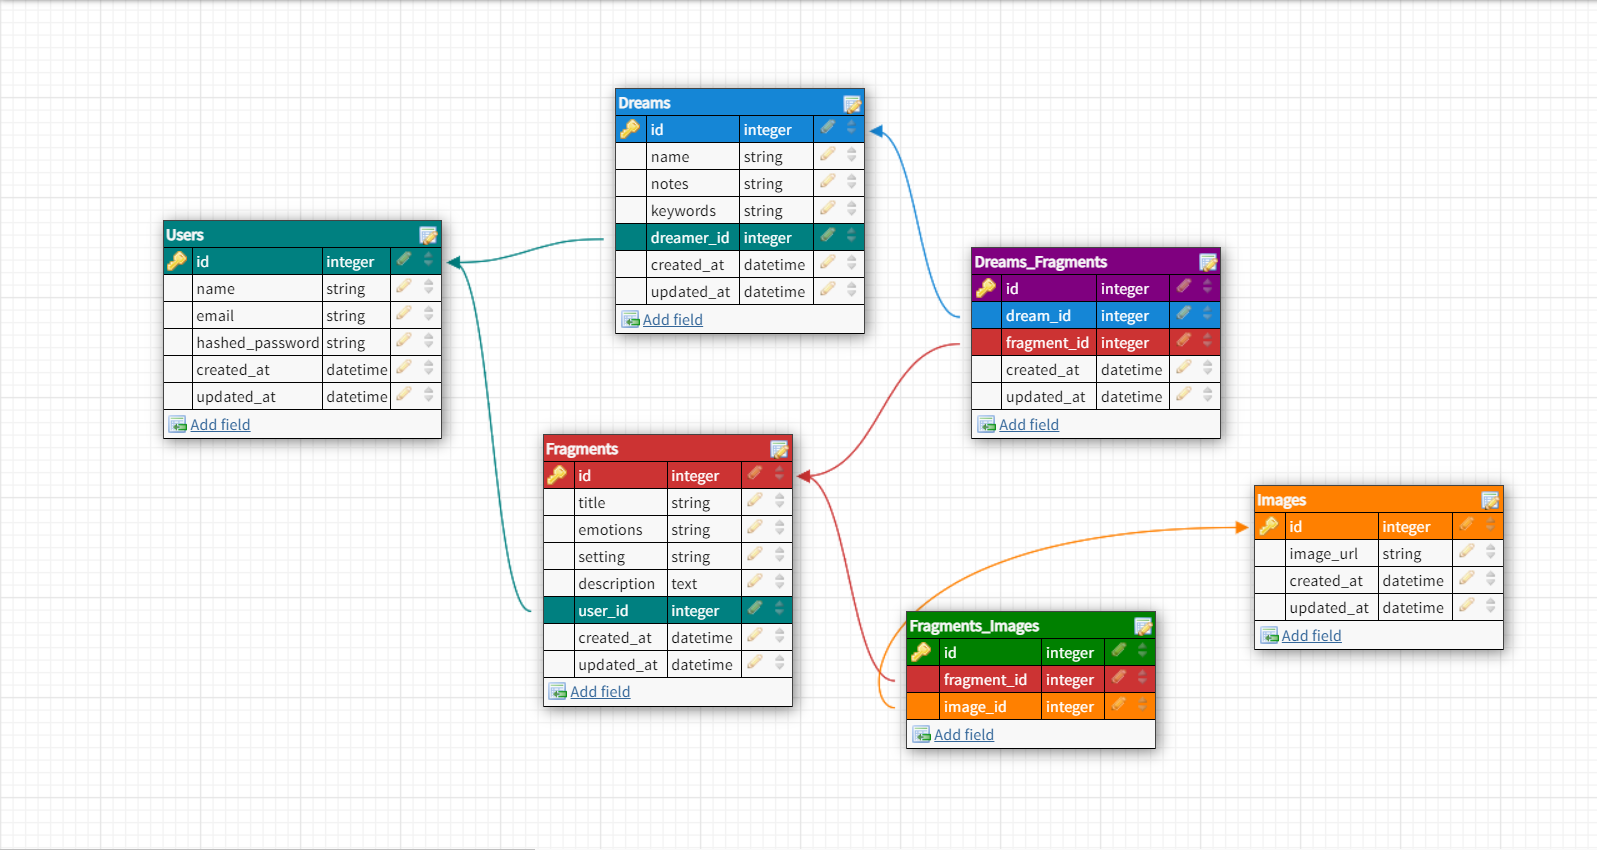 Dreams
id integer
name string
notes string
keywords string
dreamer_id integer
created_at datetime
updated_at datetime
Add field
Users
id integer
name string
email string
hashed_password string
created_at datetime
updated_at datetime
Add field
Dreams_Fragments
id integer
dream_id integer
fragment_id integer
created_at datetime
updated_at datetime
Add field
Fragments
id integer
title string
emotions string
setting string
description text
user_id integer
created_at datetime
updated_at datetime
Add field
Images
id integer
image_url string
created_at datetime
updated_at datetime
Add field
Fragments_Images
id integer
fragment_id integer
image_id integer
Add field